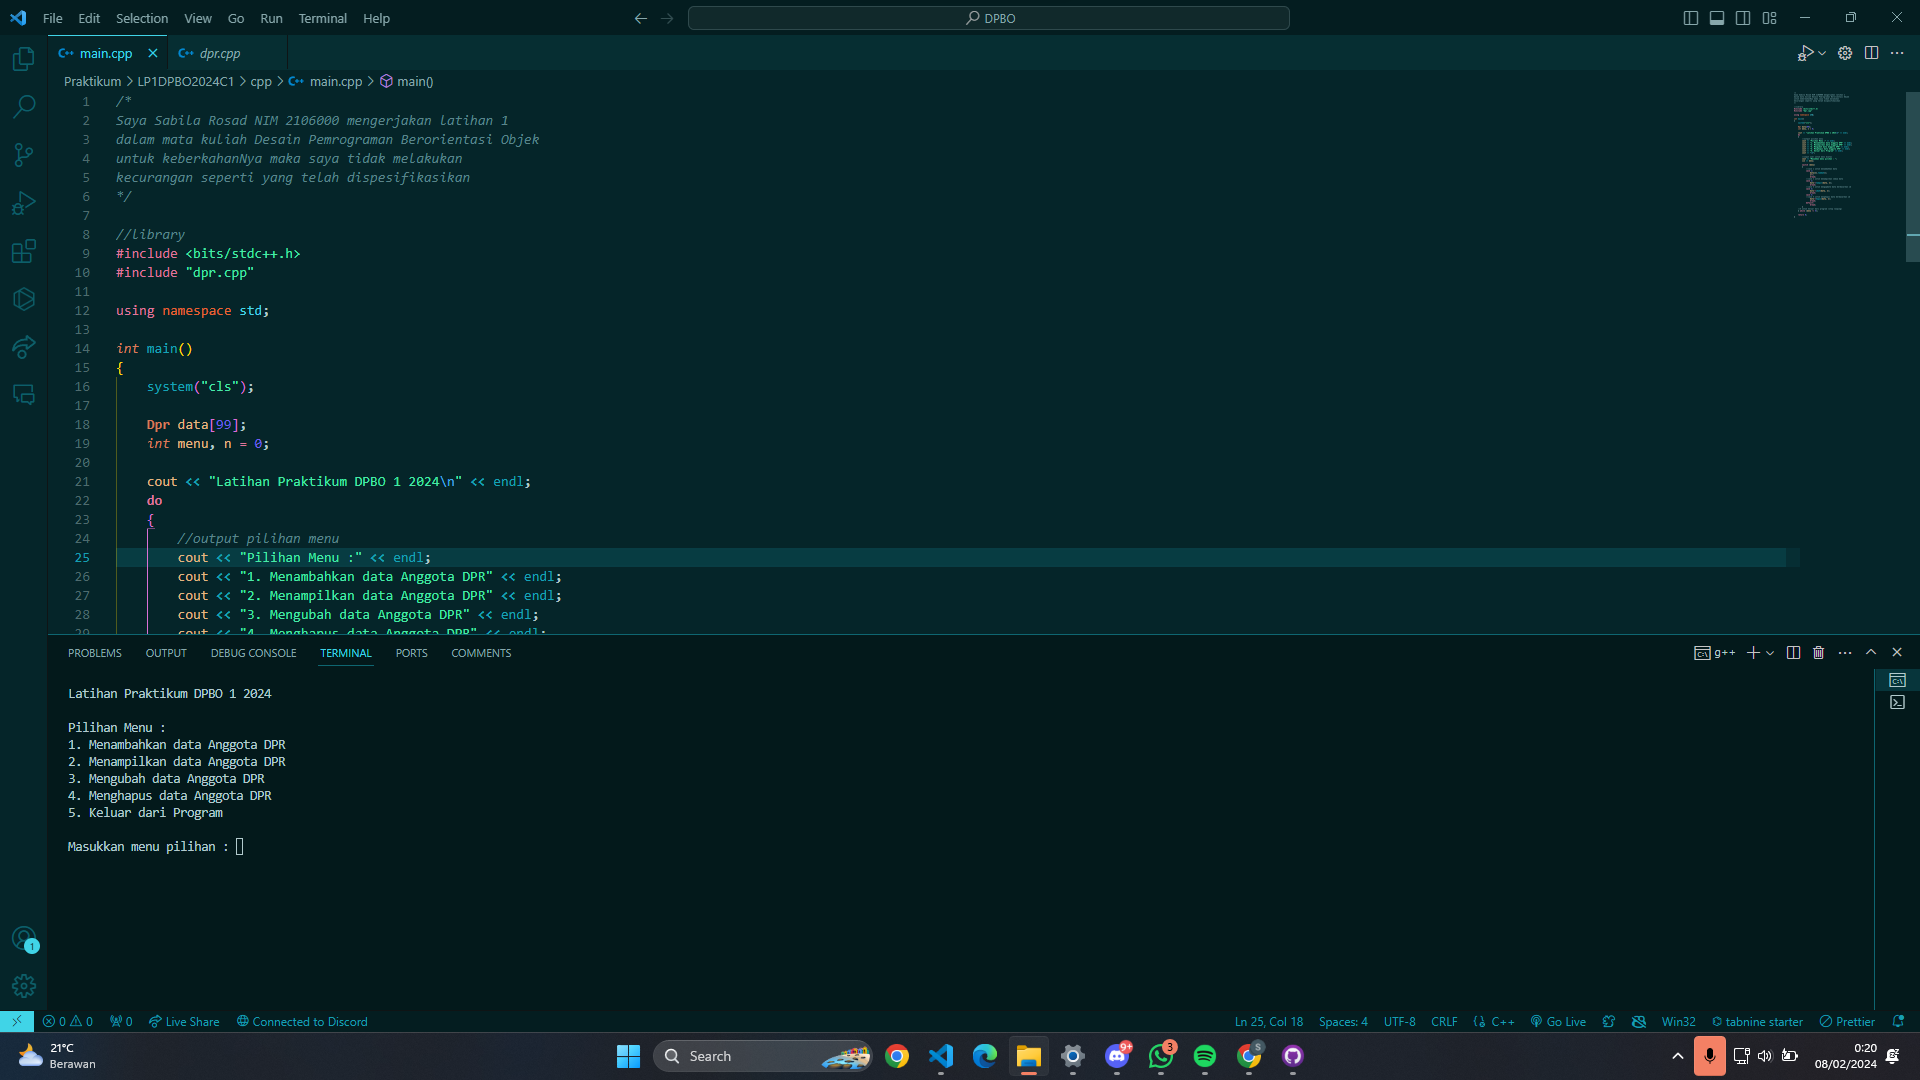 File Edit Selection View Go Run Terminal Help
DPBO
main.cpp
dpr.cpp
Praktikum > LP1DPBO2024C1 > cpp > main.cpp > main()
1 /*
2 Saya Sabila Rosad NIM 2106000 mengerjakan latihan 1
3 dalam mata kuliah Desain Pemrograman Berorientasi Objek
4 untuk keberkahanNya maka saya tidak melakukan
5 kecurangan seperti yang telah dispesifikasikan
6 */
7
8 //library
9 #include <bits/stdc++.h>
10 #include "dpr.cpp"
11
12 using namespace std;
13
14 int main()
15 {
16 system("cls");
17
18 Dpr data[99];
19 int menu, n = 0;
20
21 cout << "Latihan Praktikum DPBO 1 2024\n" << endl;
22 do
23 {
24 //output pilihan menu
25 cout << "Pilihan Menu :" << endl;
26 cout << "1. Menambahkan data Anggota DPR" << endl;
27 cout << "2. Menampilkan data Anggota DPR" << endl;
28 cout << "3. Mengubah data Anggota DPR" << endl;
29 cout << "4. Menghapus data Anggota DPR" << endl;
PROBLEMS OUTPUT DEBUG CONSOLE TERMINAL PORTS COMMENTS
g++
Latihan Praktikum DPBO 1 2024
Pilihan Menu :
1. Menambahkan data Anggota DPR
2. Menampilkan data Anggota DPR
3. Mengubah data Anggota DPR
4. Menghapus data Anggota DPR
5. Keluar dari Program
Masukkan menu pilihan :
1
0 0 0 Live Share Connected to Discord
Ln 25, Col 18 Spaces: 4 UTF-8 CRLF C++ Go Live Win32 tabnine starter Prettier
21°C
Berawan
Search
9+
3
S
0:20
08/02/2024